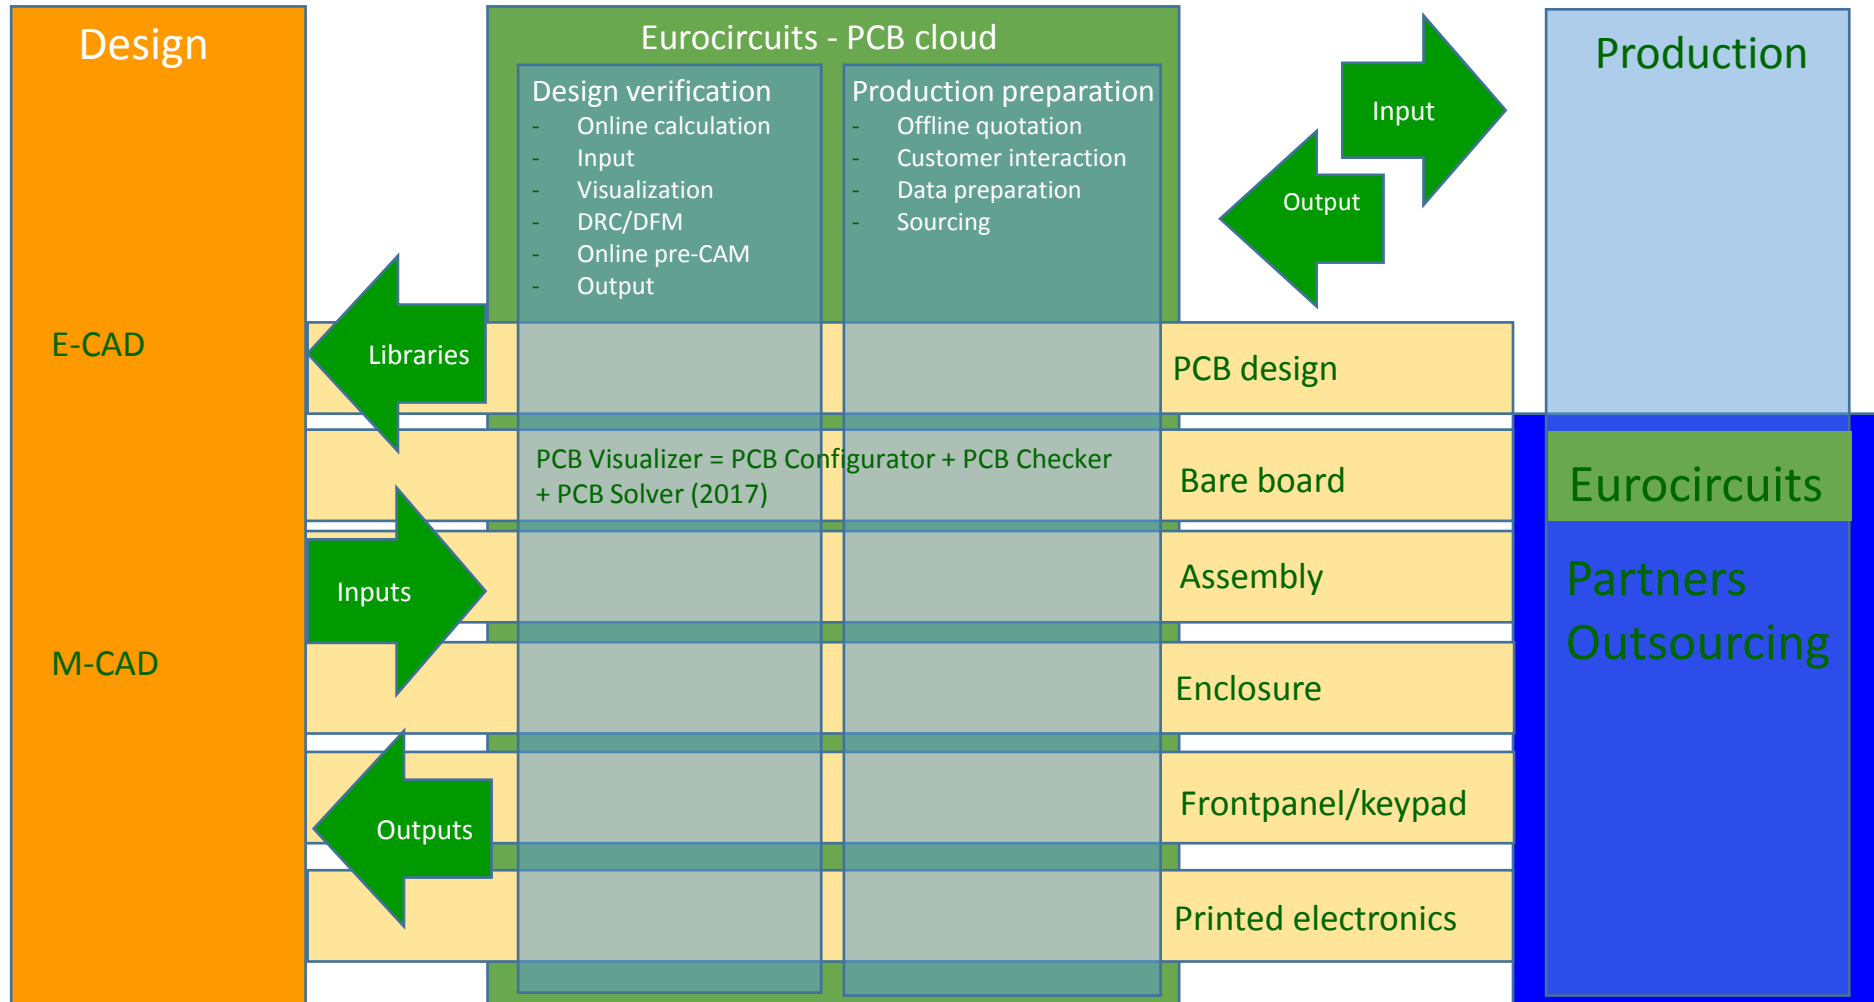 Design
Eurocircuits - PCB cloud
Production
Design verification
- Online calculation
- Input
- Visualization
- DRC/DFM
- Online pre-CAM
- Output
Production preparation
- Offline quotation
- Customer interaction
- Data preparation
- Sourcing
Input
Output
E-CAD
Libraries
PCB design
PCB Visualizer = PCB Configurator + PCB Checker
+ PCB Solver (2017)
Bare board
Eurocircuits
Inputs
Assembly
Partners
Outsourcing
M-CAD
Enclosure
Outputs
Frontpanel/keypad
Printed electronics